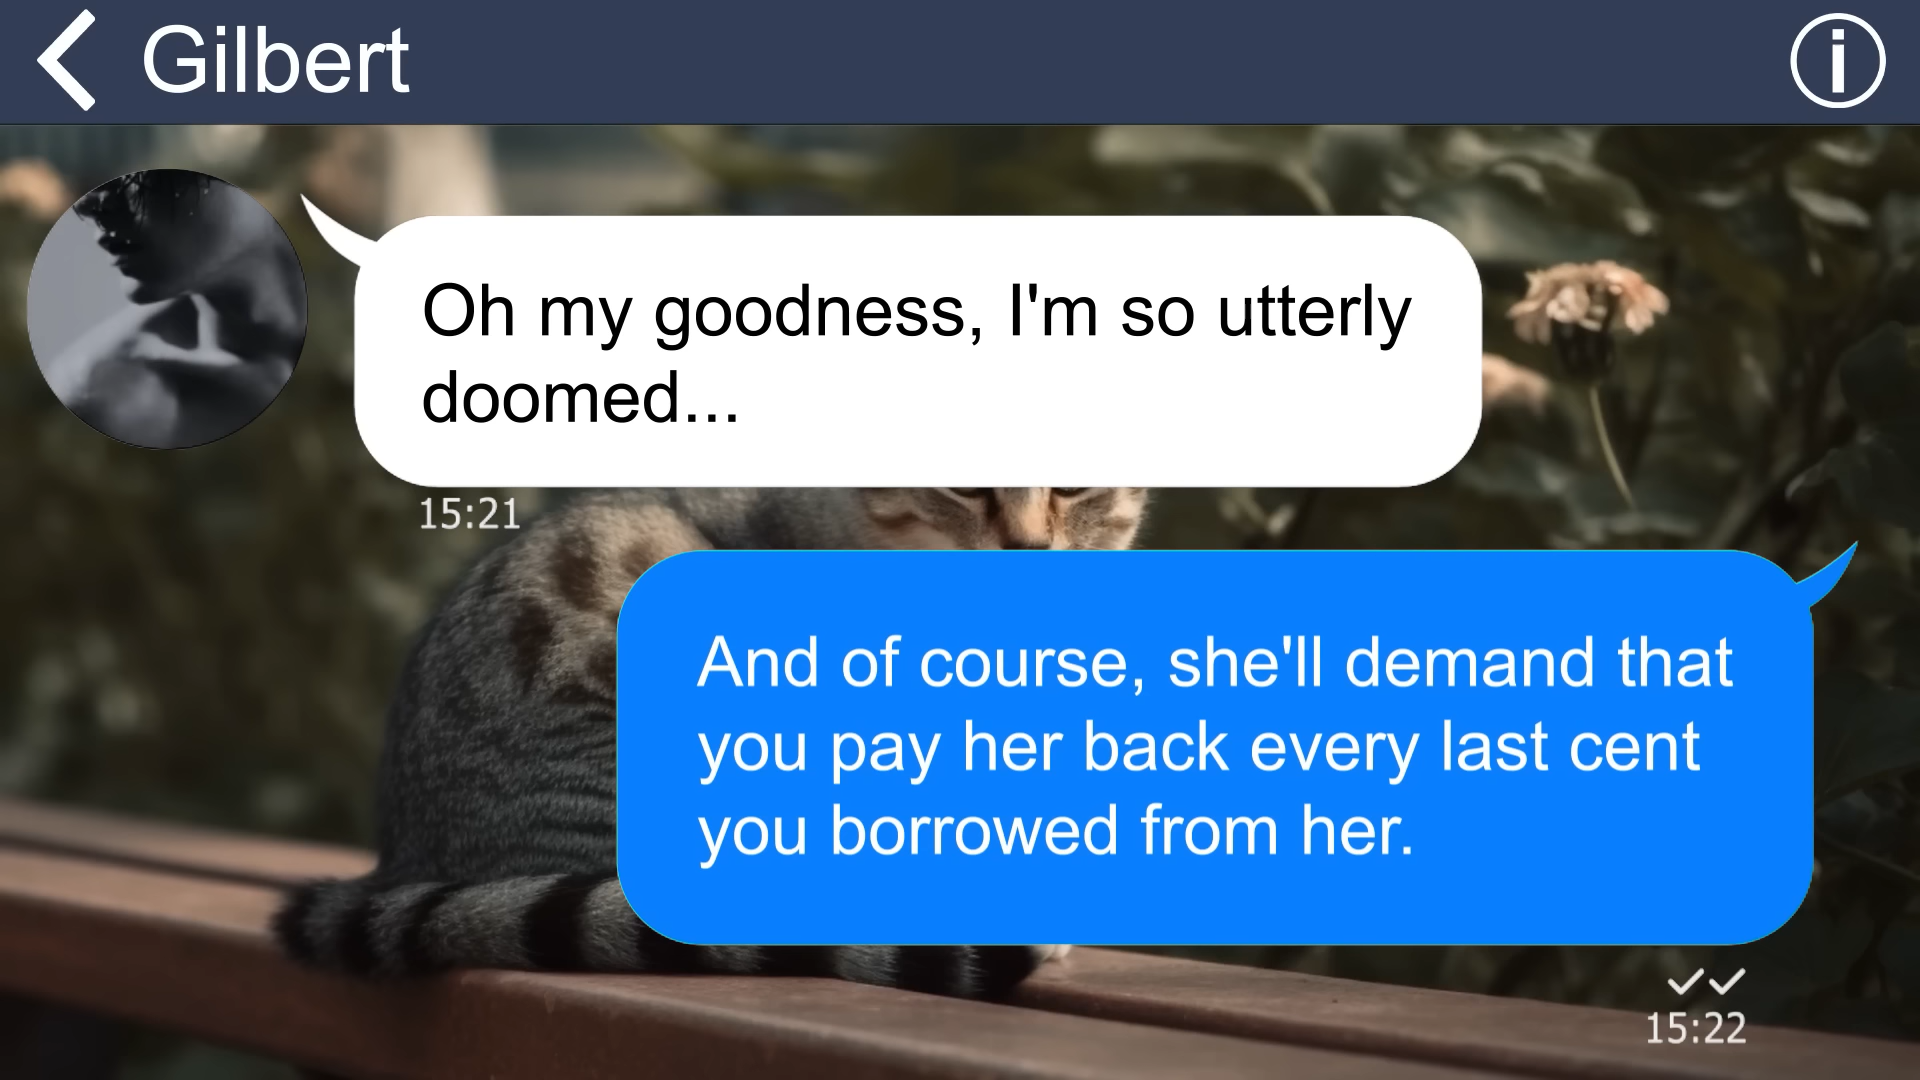 Gilbert
Oh my goodness, I'm so utterly
doomed...
15:21
And of course, she'll demand that
you pay her back every last cent
you borrowed from her.
15:22